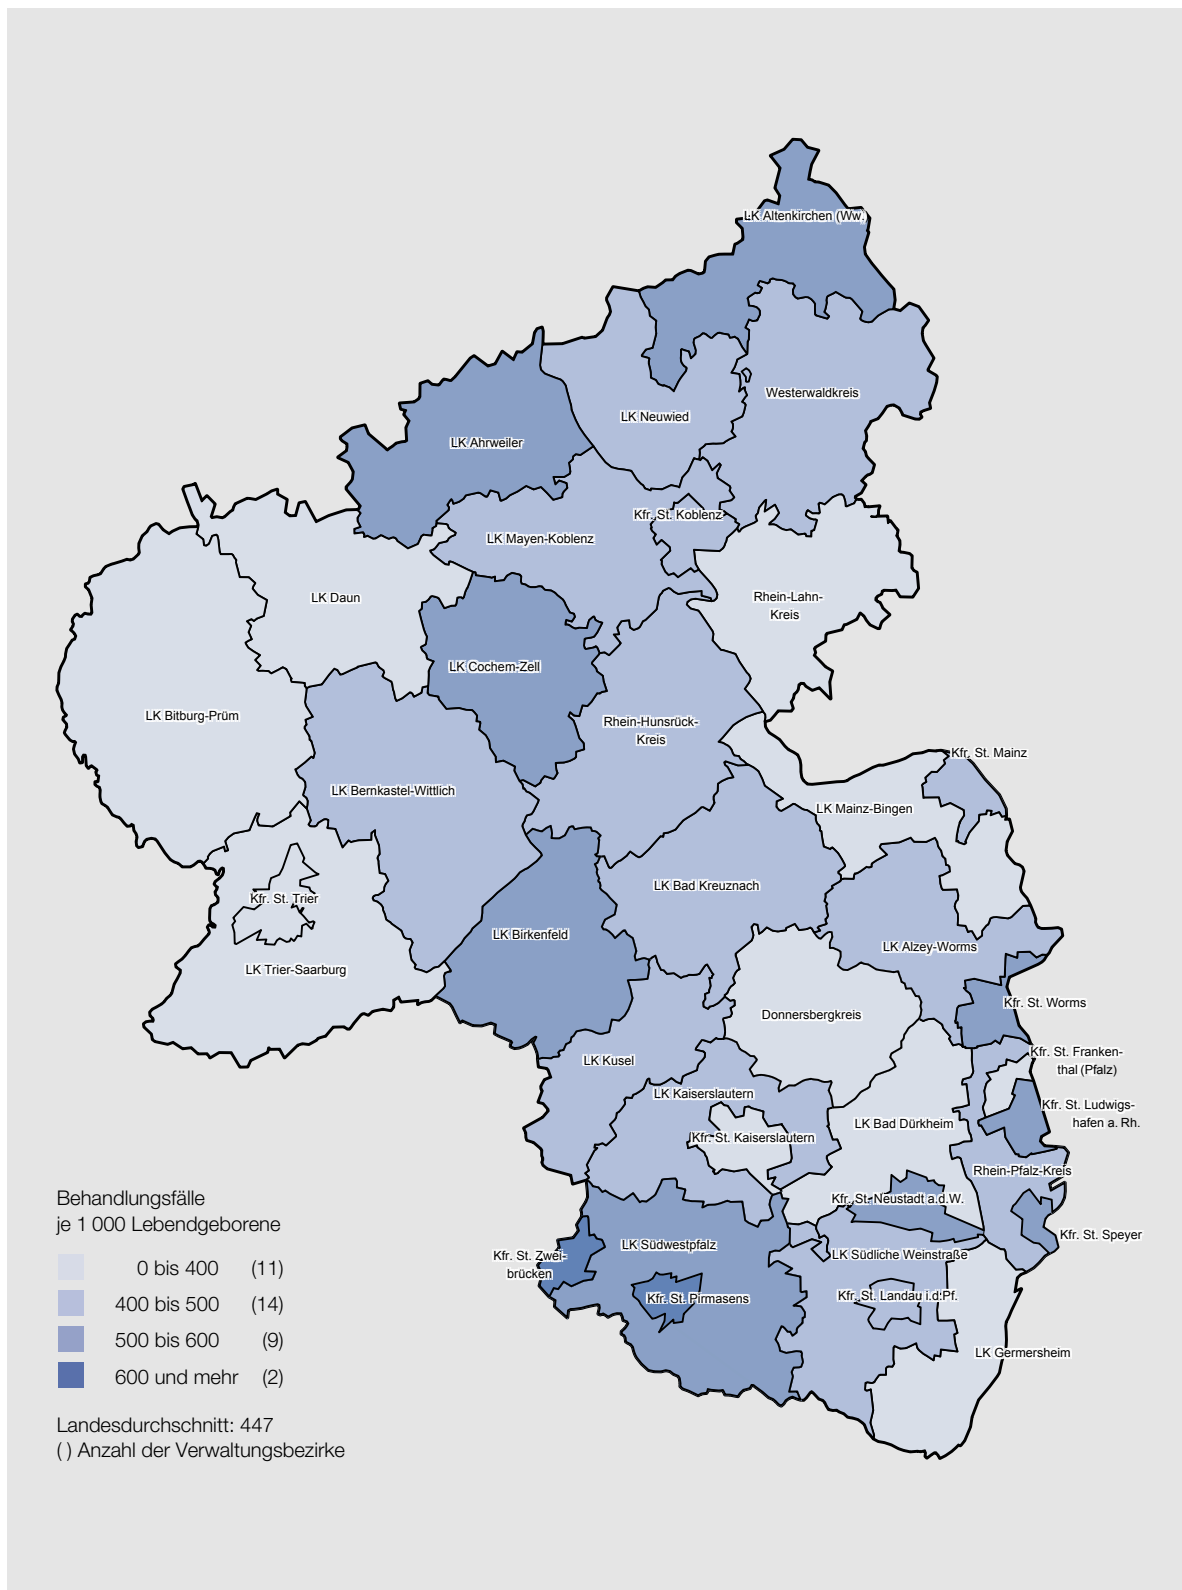 LK Altenkirchen (Ww.)
Westerwaldkreis
LK Neuwied
LK Ahrweiler
Kfr. St. Koblenz
LK Mayen-Koblenz
LK Daun
Rhein-Lahn-
Kreis
LK Cochem-Zell
LK Bitburg-Prüm
Rhein-Hunsrück-
Kreis
Kfr. St. Mainz
LK Bernkastel-Wittlich
LK Mainz-Bingen
LK Bad Kreuznach
Kfr. St. Trier
LK Birkenfeld
LK Alzey-Worms
LK Trier-Saarburg
Kfr. St. Worms
Donnersbergkreis
Kfr. St. Franken-
thal (Pfalz)
LK Kusel
LK Kaiserslautern
Kfr. St. Ludwigs-
hafen a. Rh.
LK Bad Dürkheim
Kfr. St. Kaiserslautern
Rhein-Pfalz-Kreis
Kfr. St. Neustadt a.d.W.
Kfr. St. Speyer
LK Südwestpfalz
LK Südliche Weinstraße
Kfr. St. Zwei-
brücken
Kfr. St. Pirmasens
Kfr. St. Landau i.d.Pf.
LK Germersheim
Behandlungsfälle
je 1 000 Lebendgeborene
0 bis 400 (11)
400 bis 500 (14)
500 bis 600 (9)
600 und mehr (2)
Landesdurchschnitt: 447
( ) Anzahl der Verwaltungsbezirke